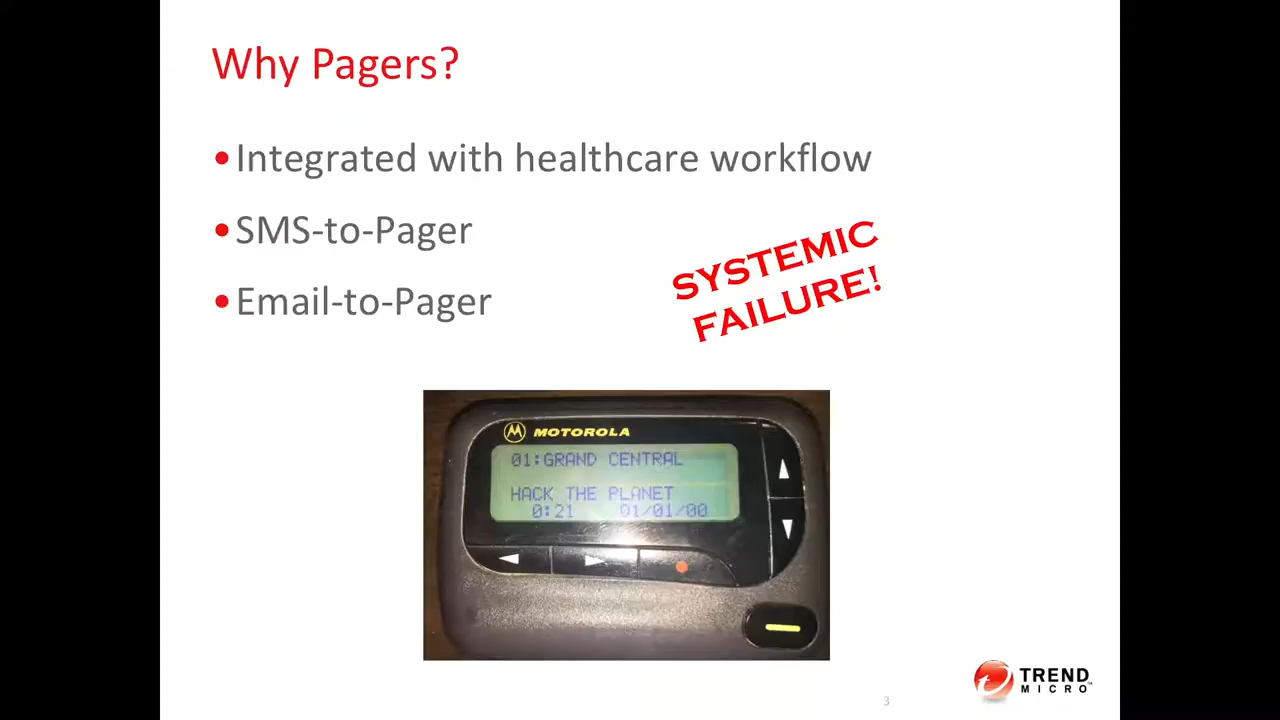 Why Pagers?
•Integrated with healthcare workflow
•SMS-to-Pager
•Email-to-Pager
SYSTEMIC
FAILURE!
MOTOROLA
01:GRAND CENTRAL
HACK THE PLANET
0:21 01/01/00
3
TREND
MICRO™